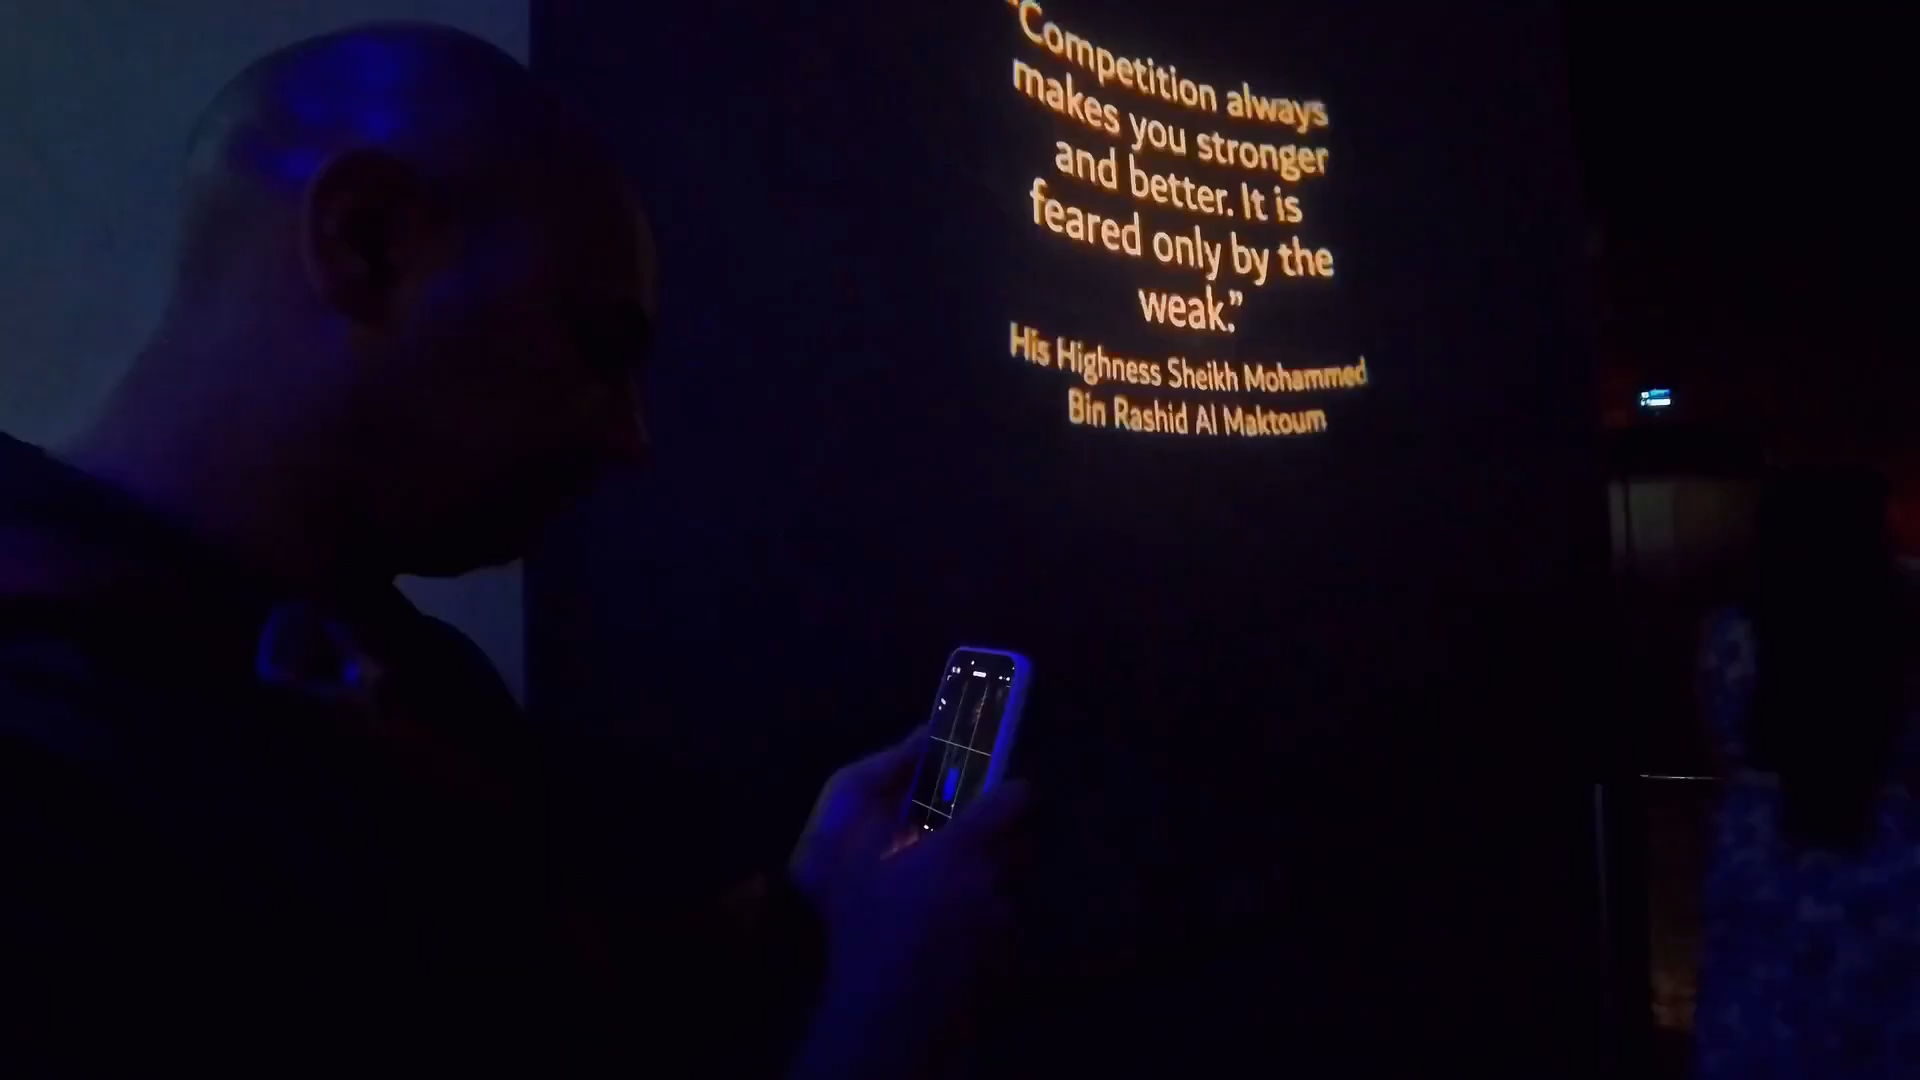 “Competition always
makes you stronger
and better. It is
feared only by the
weak.”
His Highness Sheikh Mohammed
Bin Rashid Al Maktoum